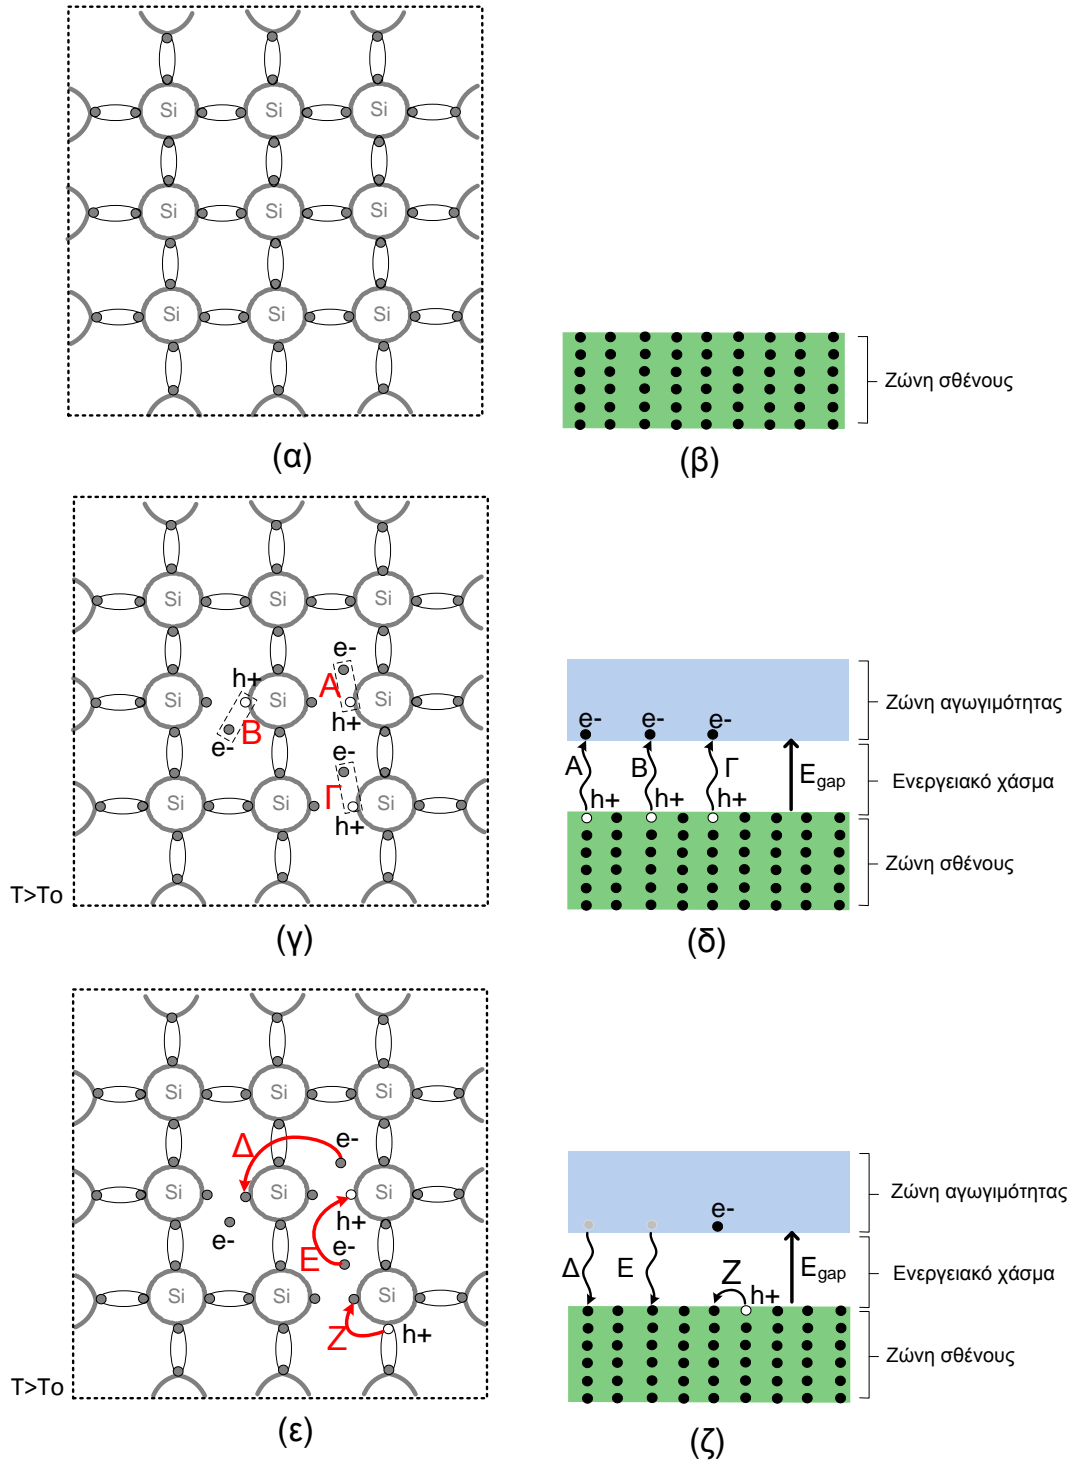 Si Si Si
Si Si Si
Si Si Si
(α)
Ζώνη σθένους
(β)
Si Si Si
e-
h+ A
Si Si Si
h+
e- B
e-
Si Γ Si
Si h+
T>To
(γ)
Ζώνη αγωγιμότητας
e- e- e-
A B Γ
Egap
Ενεργειακό χάσμα
h+ h+ h+
Ζώνη σθένους
(δ)
Si Si Si
Δ e-
Si Si Si
h+
e- e-
E
Si Si Si
Z h+
T>To
(ε)
Ζώνη αγωγιμότητας
e-
Δ E Z
Egap
Ενεργειακό χάσμα
h+
Ζώνη σθένους
(ζ)